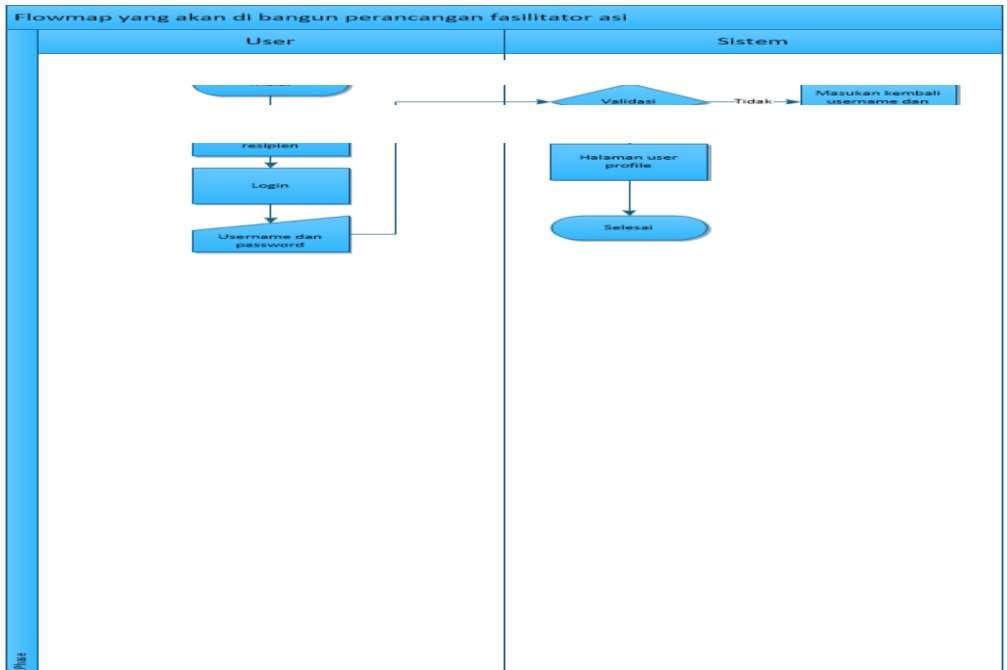 Flowmap yang akan di bangun perancangan fasilitator asi
User
Sistem
Validasi
Tidak
Masukan kembali
username dan
resipien
Login
Username dan
password
Halaman user
profile
Selesai
Phase